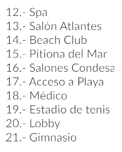 12.- Spa
13.- Salón Atlantes
14.- Beach Club
15.- Pitiona del Mar
16.- Salones Condesa
17.- Acceso a Playa
18.- Médico
19.- Estadio de tenis
20.- Lobby
21.- Gimnasio